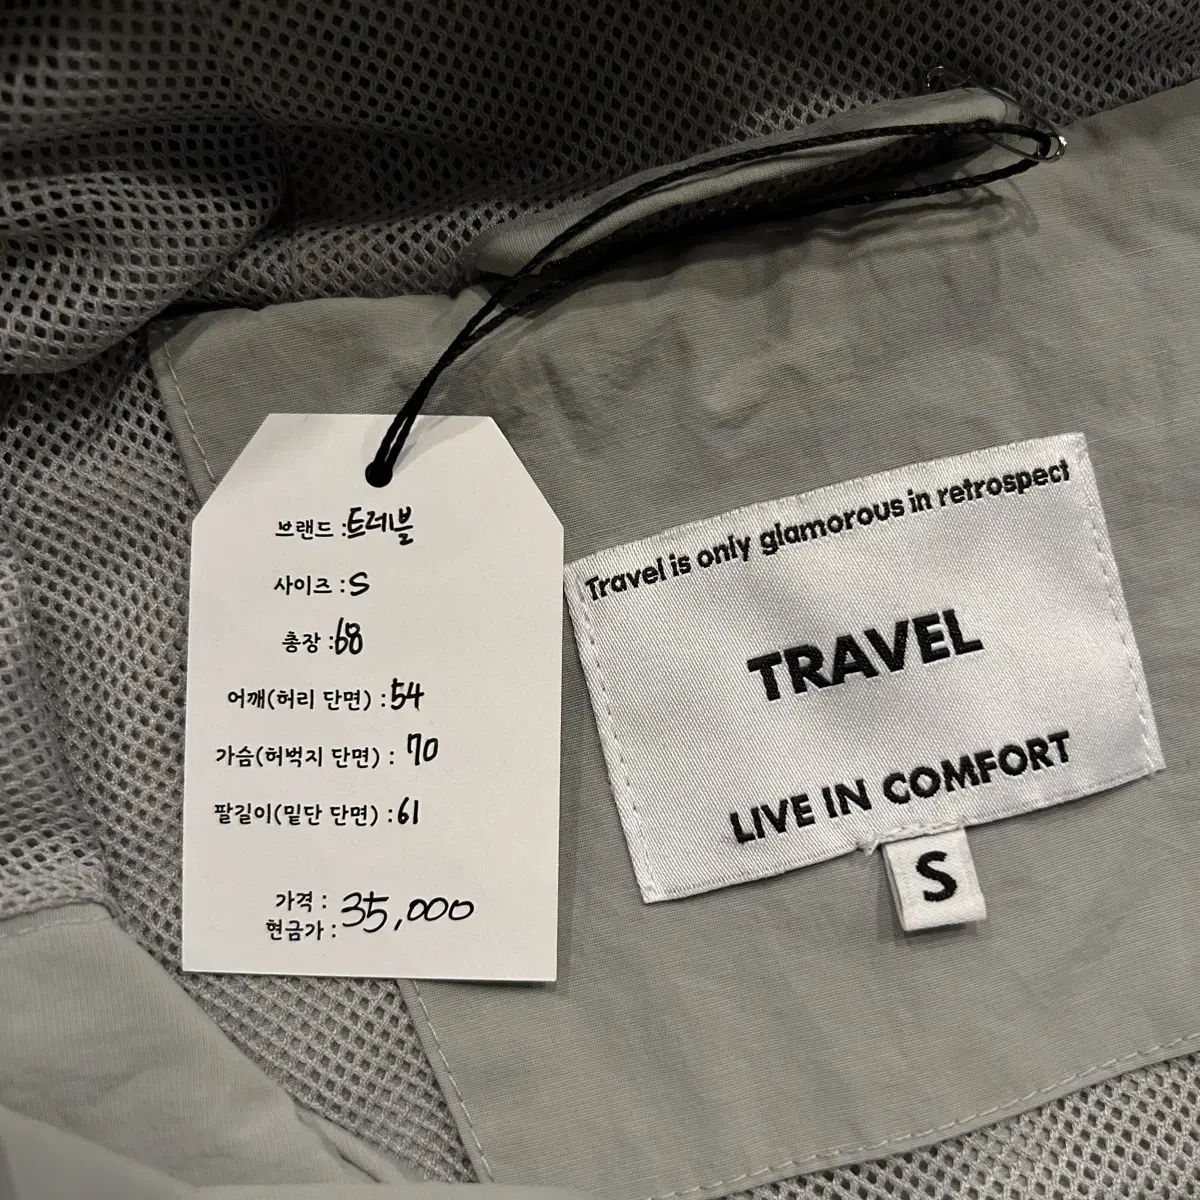 브랜드 :트레블
사이즈 :S
총장 :68
어깨(허리 단면) :54
가슴(허벅지 단면) : 70
팔길이(밑단 단면) :61
가격 :
현금가 : 35,000
Travel is only glamorous in retrospect
TRAVEL
LIVE IN COMFORT
S